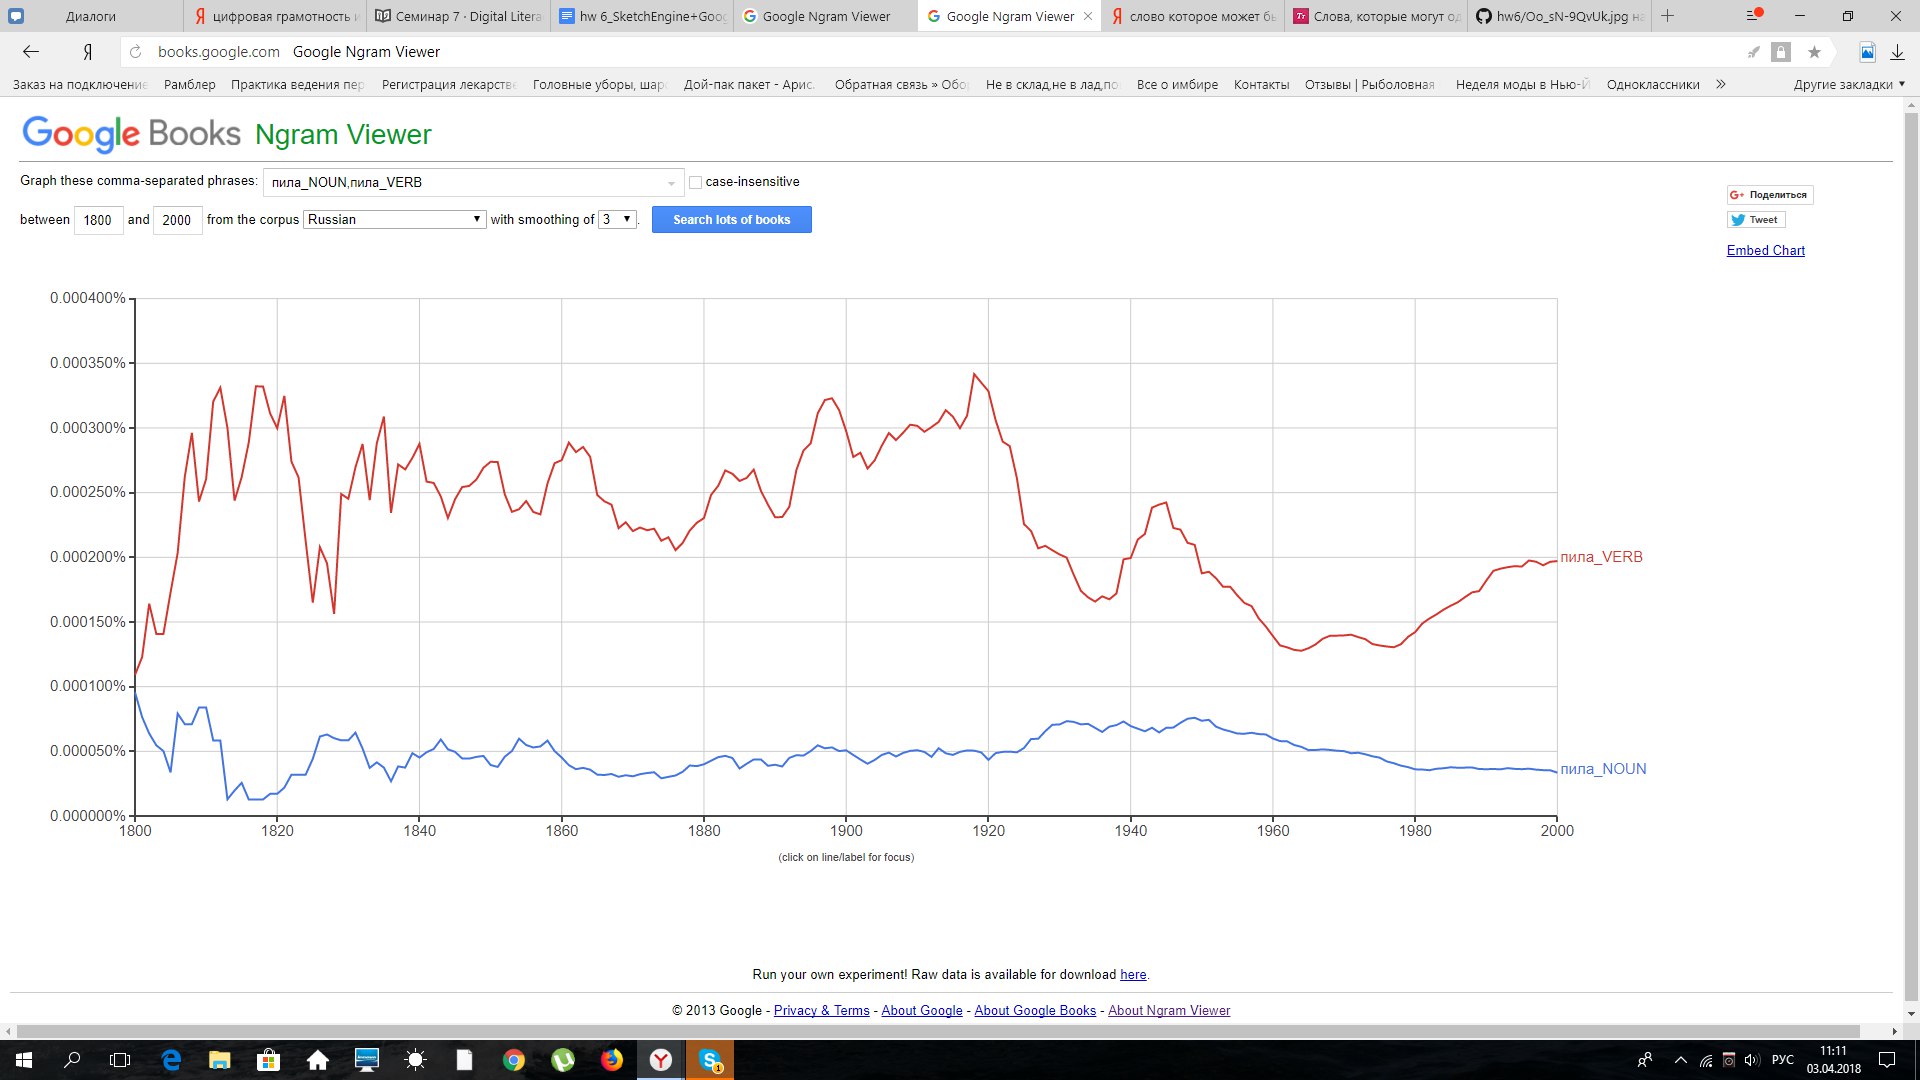 Диалоги
цифровая грамотность и
Семинар 7 · Digital Litera
hw 6_SketchEngine+Goog
Google Ngram Viewer
Google Ngram Viewer
слово которое может бы
Слова, которые могут од
hw6/Oo_sN-9QvUk.jpg на
books.google.com Google Ngram Viewer
Заказ на подключение
Рамблер
Практика ведения пер
Регистрация лекарстве
Головные уборы, шар
Дой-пак пакет - Арис
Обратная связь » Обо
Не в склад,не в лад,по
Все о имбире
Контакты
Отзывы | Рыболовная
Неделя моды в Нью-Й
Одноклассники
Другие закладки
Google Books Ngram Viewer
Graph these comma-separated phrases: пила_NOUN,пила_VERB case-insensitive
between 1800 and 2000 from the corpus Russian with smoothing of 3 . Search lots of books
G+ Поделиться
Tweet
Embed Chart
0.000400%
0.000350%
0.000300%
0.000250%
0.000200%
0.000150%
0.000100%
0.000050%
0.000000%
пила_VERB
пила_NOUN
1800 1820 1840 1860 1880 1900 1920 1940 1960 1980 2000
(click on line/label for focus)
Run your own experiment! Raw data is available for download here.
© 2013 Google - Privacy & Terms - About Google - About Google Books - About Ngram Viewer
РУС
11:11
03.04.2018